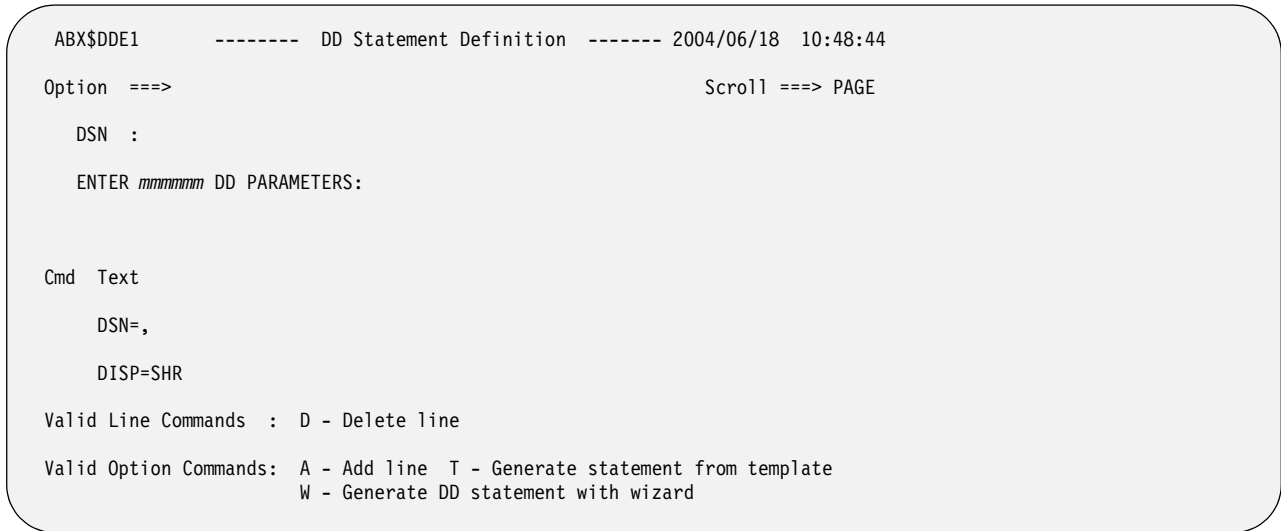 ABX$DDE1 -------- DD Statement Definition ------- 2004/06/18 10:48:44
Option ===> Scroll ===> PAGE
DSN :
ENTER mmmmmm DD PARAMETERS:
Cmd Text
DSN=,
DISP=SHR
Valid Line Commands : D - Delete line
Valid Option Commands: A - Add line T - Generate statement from template
W - Generate DD statement with wizard